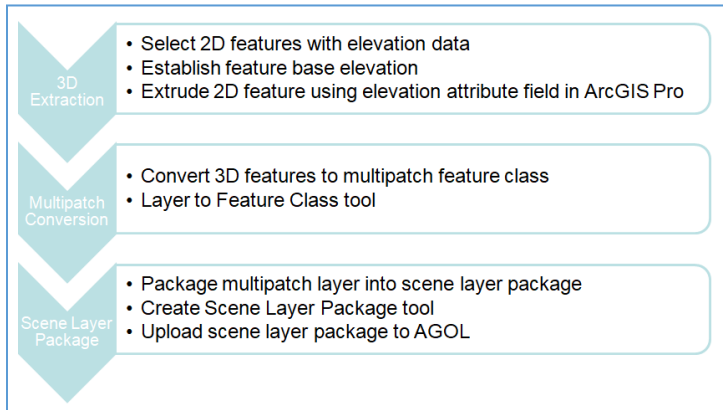 3D
Extraction
• Select 2D features with elevation data
• Establish feature base elevation
• Extrude 2D feature using elevation attribute field in ArcGIS Pro
Multipatch
Conversion
• Convert 3D features to multipatch feature class
• Layer to Feature Class tool
Scene Layer
Package
• Package multipatch layer into scene layer package
• Create Scene Layer Package tool
• Upload scene layer package to AGOL